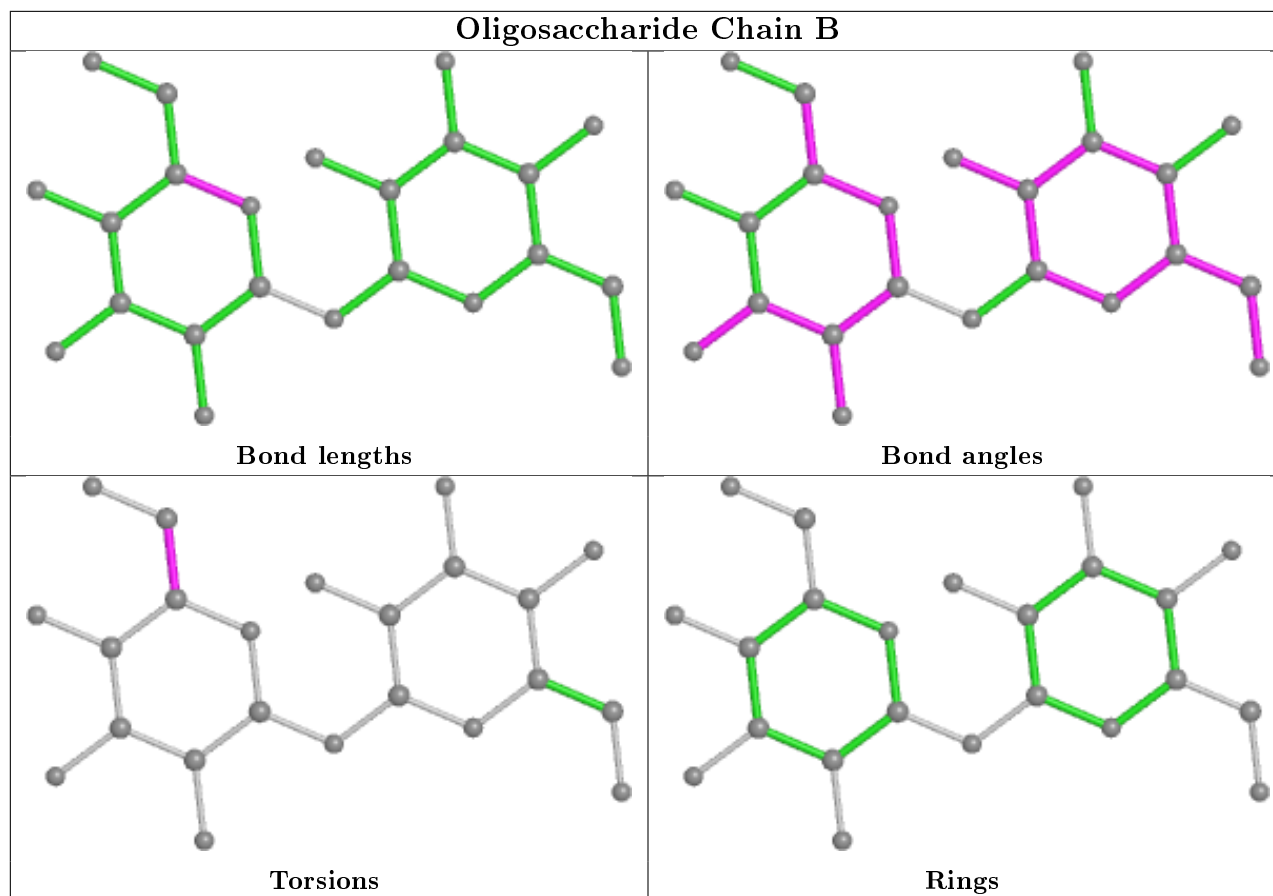 Oligosaccharide Chain B
Bond lengths
Bond angles
Torsions
Rings